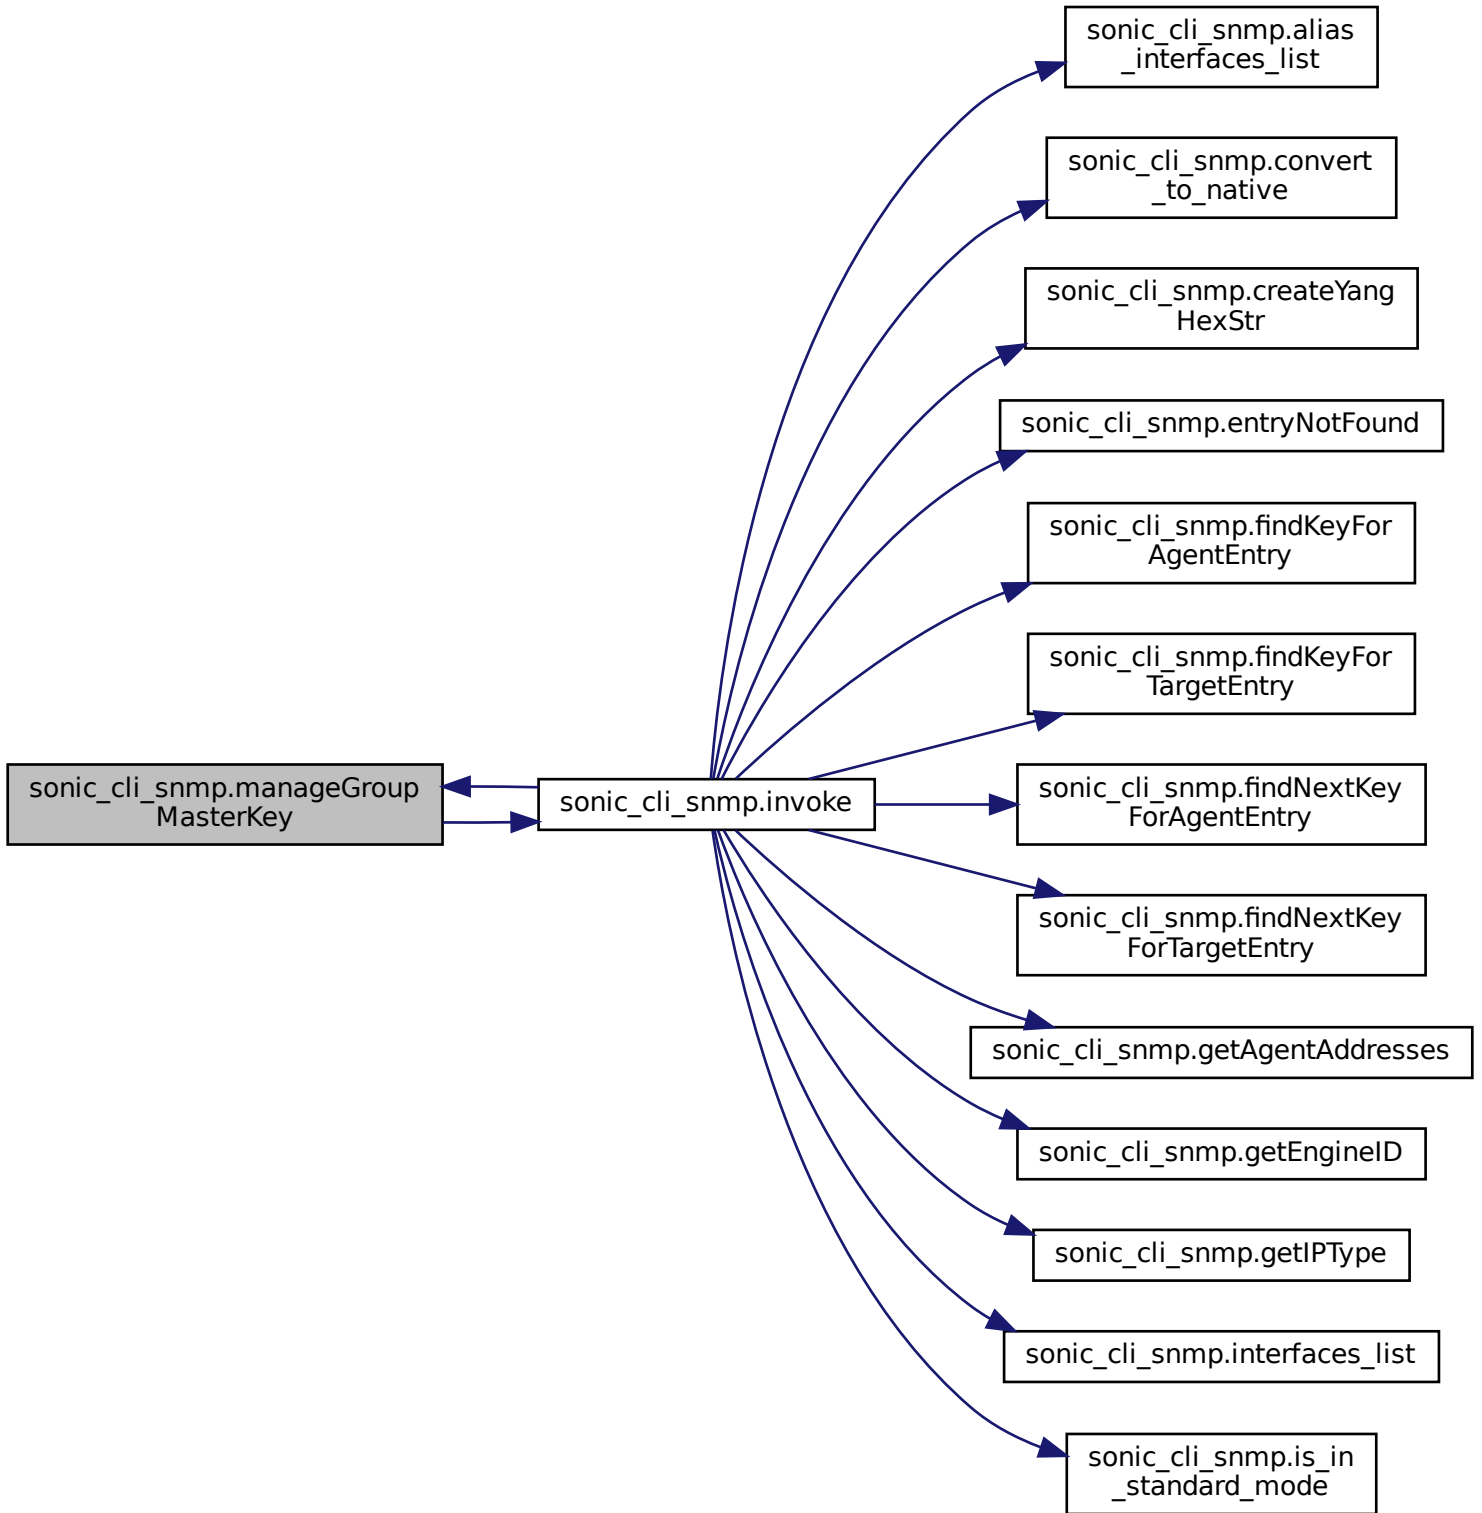 sonic_cli_snmp.alias
_interfaces_list
sonic_cli_snmp.convert
_to_native
sonic_cli_snmp.createYang
HexStr
sonic_cli_snmp.entryNotFound
sonic_cli_snmp.findKeyFor
AgentEntry
sonic_cli_snmp.findKeyFor
TargetEntry
sonic_cli_snmp.manageGroup
MasterKey
sonic_cli_snmp.invoke
sonic_cli_snmp.findNextKey
ForAgentEntry
sonic_cli_snmp.findNextKey
ForTargetEntry
sonic_cli_snmp.getAgentAddresses
sonic_cli_snmp.getEngineID
sonic_cli_snmp.getIPType
sonic_cli_snmp.interfaces_list
sonic_cli_snmp.is_in
_standard_mode